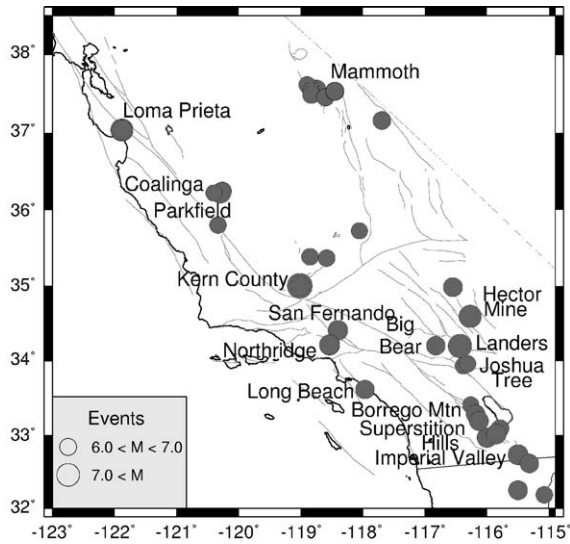 38°
37°
36°
35°
34°
33°
32°
Mammoth
Loma Prieta
Coalinga
Parkfield
Kern County
San Fernando
Northridge
Long Beach
Big
Bear
Hector
Mine
Landers
Joshua
Tree
Borrego Mtn
Superstition
Hills
Imperial Valley
Events
6.0 < M < 7.0
7.0 < M
-123 -122 -121 -120 -119 -118 -117 -116 -115